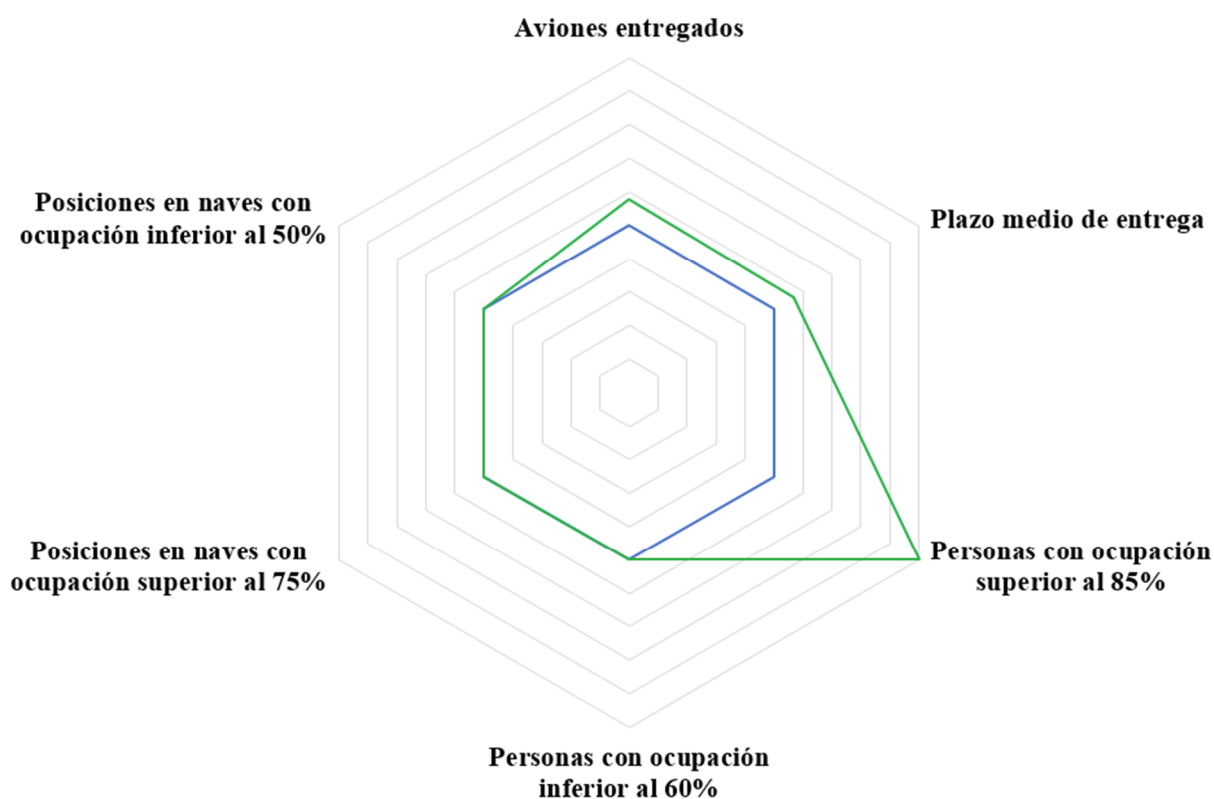 Aviones entregados
Posiciones en naves con
ocupación inferior al 50%
Plazo medio de entrega
Posiciones en naves con
ocupación superior al 75%
Personas con ocupación
superior al 85%
Personas con ocupación
inferior al 60%